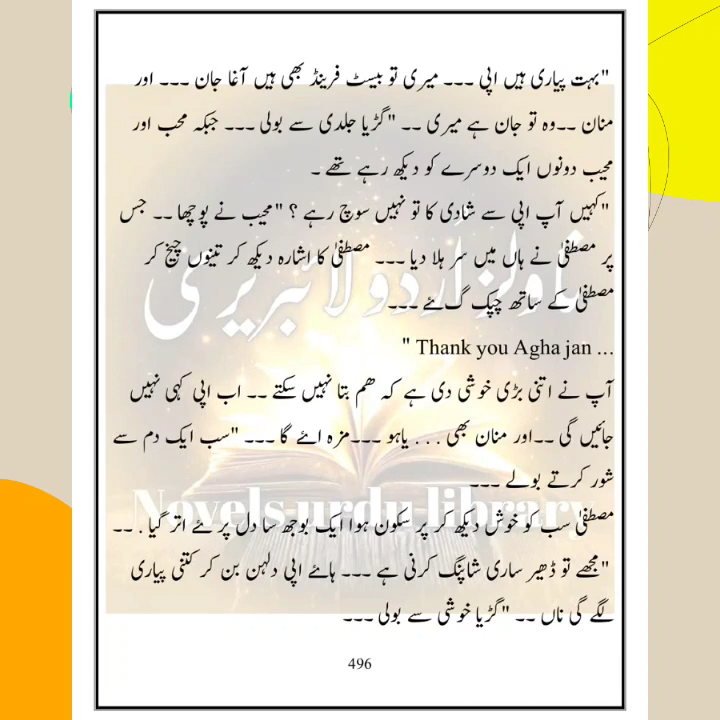 "بہت پیاری ہیں اپی ۔۔۔ میری تو بیسٹ فرینڈ بھی ہیں آغا جان ۔۔۔ اور
منان ۔۔وہ تو جان ہے میری ۔۔ "گڑیا جلدی سے بولی ۔۔۔ جبکہ محب اور
مجیب دونوں ایک دوسرے کو دیکھ رہے تھے ۔
"کہیں آپ اپی سے شادی کا تو نہیں سوچ رہے ؟ "مجیب نے پوچھا ۔۔ جس
پر مصطفیٰ نے ہاں میں سر ہلا دیا ۔۔۔ مصطفیٰ کا اشارہ دیکھ کر تینوں چیخ کر
مصطفیٰ کے ساتھ چپک گئے ۔۔۔
ناولز اردو لائبریری
" Thank you Agha jan ...
آپ نے اتنی بڑی خوشی دی ہے کہ ھم بتا نہیں سکتے ۔۔ اب اپی کہی نہیں
جائیں گی ۔۔اور منان بھی . . . یاہو ۔۔۔مزہ ائے گا ۔۔۔ "سب ایک دم سے
شور کرتے بولے ۔۔۔
Novels urdu library
مصطفیٰ سب کو خوش دیکھ کر پر سکون ہوا ایک بوجھ سا دل پر سے اتر گیا . ۔۔
"مجھے تو ڈھیر ساری شاپنگ کرنی ہے ۔۔۔ ہائے اپی دلہن بن کر کتنی پیاری
لگے گی ناں ۔۔ "گڑیا خوشی سے بولی ۔۔۔
496